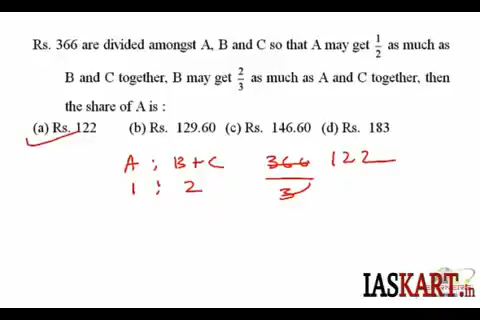 Rs. 366 are divided amongst A, B and C so that A may get 1/2 as much as
B and C together, B may get 2/3 as much as A and C together, then
the share of A is :
(a) Rs. 122 (b) Rs. 129.60 (c) Rs. 146.60 (d) Rs. 183
A : B+C 366 122
1 : 2 3
IASKART.in